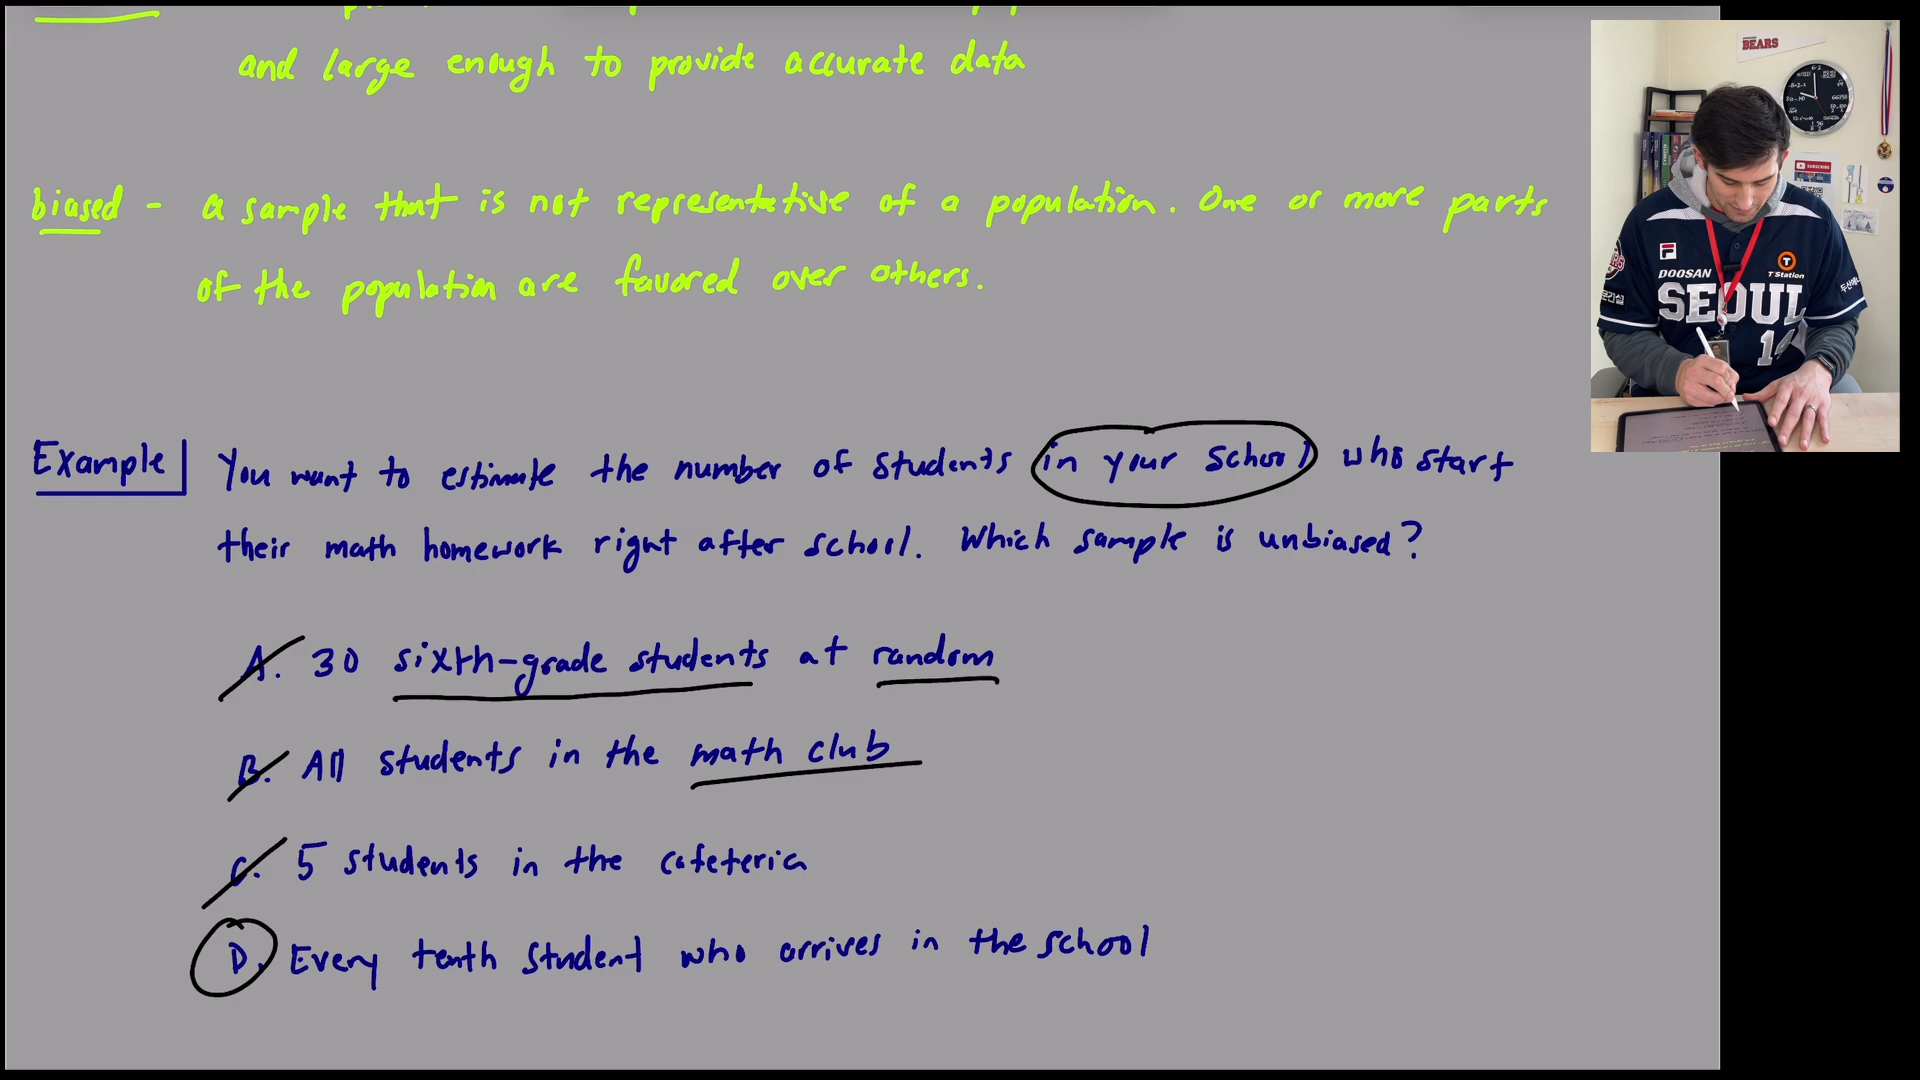 and large enough to provide accurate data
biased - a sample that is not representative of a population. One or more parts
of the population are favored over others.
Example You want to estimate the number of students in your school who start
their math homework right after school. Which sample is unbiased?
A. 30 sixth-grade students at random
B. All students in the math club
C. 5 students in the cafeteria
D. Every tenth student who arrives in the school
BEARS
SUBSCRIBE
DOOSAN
T'Station
SEOUL